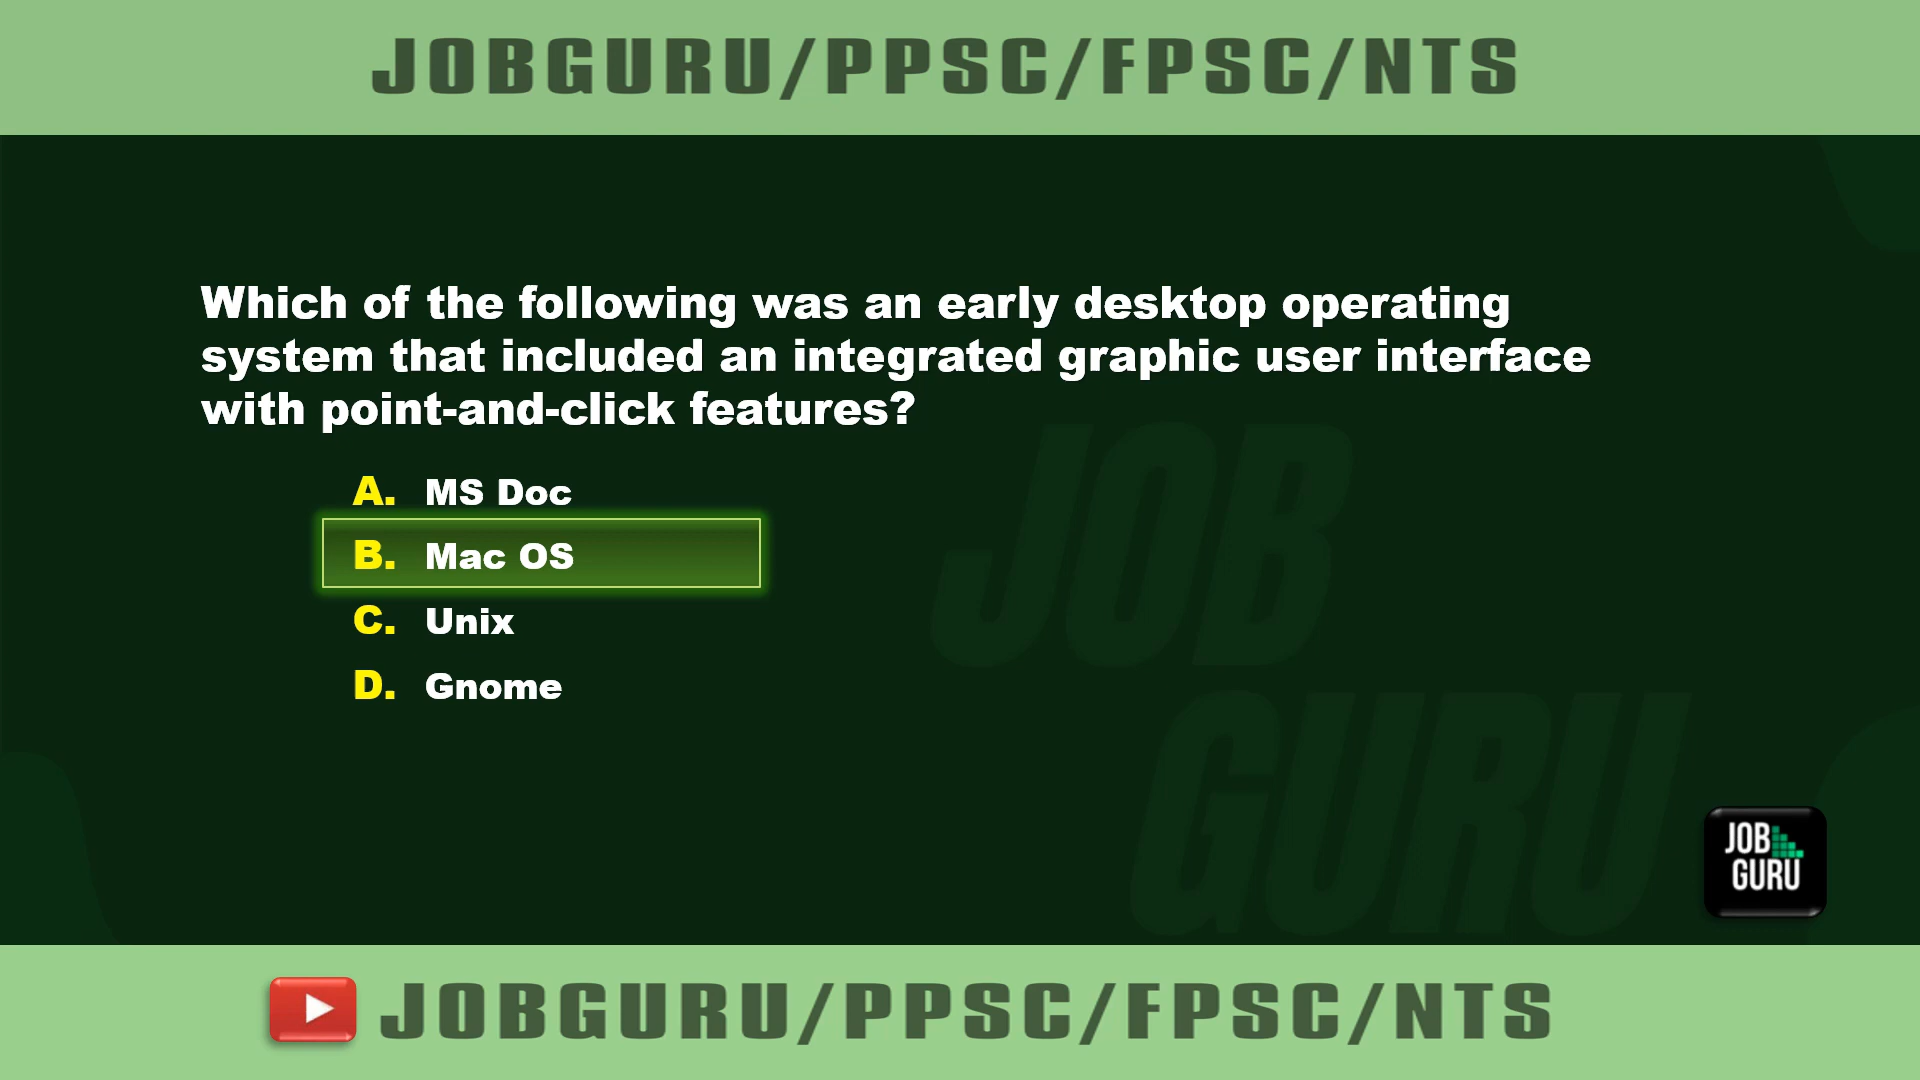 JOBGURU/PPSC/FPSC/NTS
Which of the following was an early desktop operating
system that included an integrated graphic user interface
with point-and-click features?
A. MS Doc
B. Mac OS
C. Unix
D. Gnome
JOB
GURU
JOB
GURU
JOBGURU/PPSC/FPSC/NTS